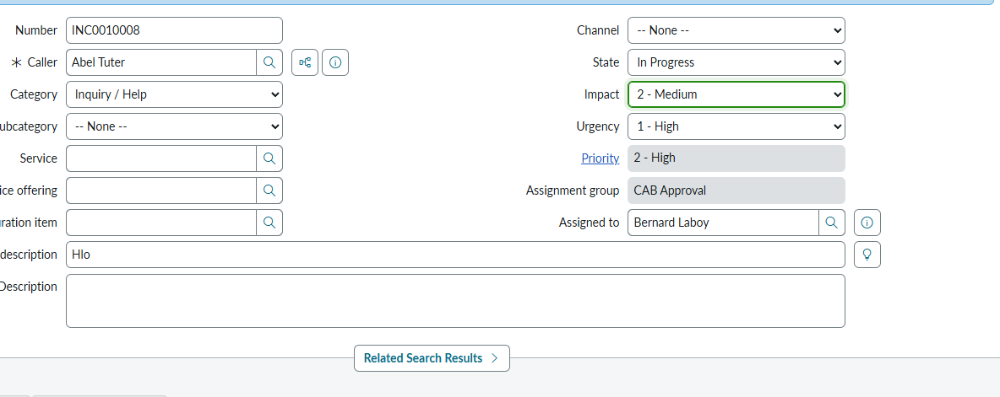 Number INC0010008
✳ Caller Abel Tuter
Category Inquiry / Help
ubcategory -- None --
Service
ice offering
ration item
description Hlo
Description
Channel -- None --
State In Progress
Impact 2 - Medium
Urgency 1 - High
Priority 2 - High
Assignment group CAB Approval
Assigned to Bernard Laboy
Related Search Results